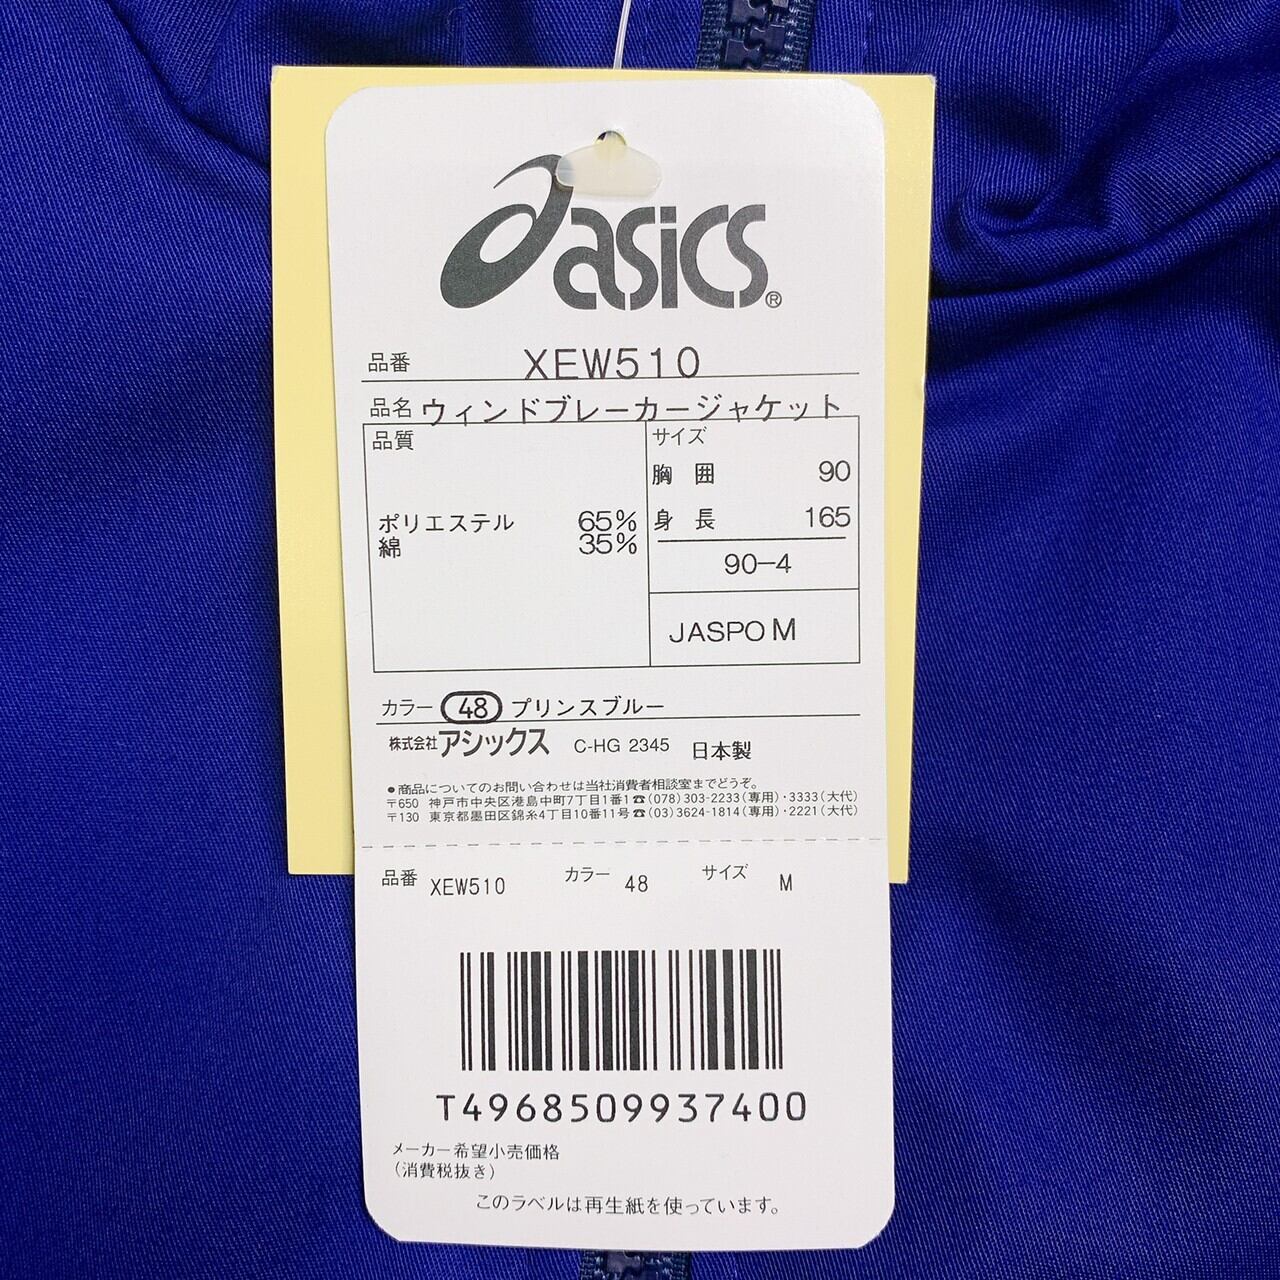 asics®
品番 XEW510
品名 ウィンドブレーカージャケット
品質
ポリエステル 65%
綿 35%
サイズ
胸囲 90
身長 165
90-4
JASPO M
カラー 48 プリンスブルー
株式会社アシックス C-HG 2345 日本製
●商品についてのお問い合わせは当社消費者相談室までどうぞ。
〒650 神戸市中央区港島中町7丁目1番1☎(078)303-2233(専用)・3333(大代)
〒130 東京都墨田区錦糸4丁目10番11号☎(03)3624-1814(専用)・2221(大代)
品番 XEW510 カラー 48 サイズ M
T4968509937400
メーカー希望小売価格
(消費税抜き)
このラベルは再生紙を使っています。